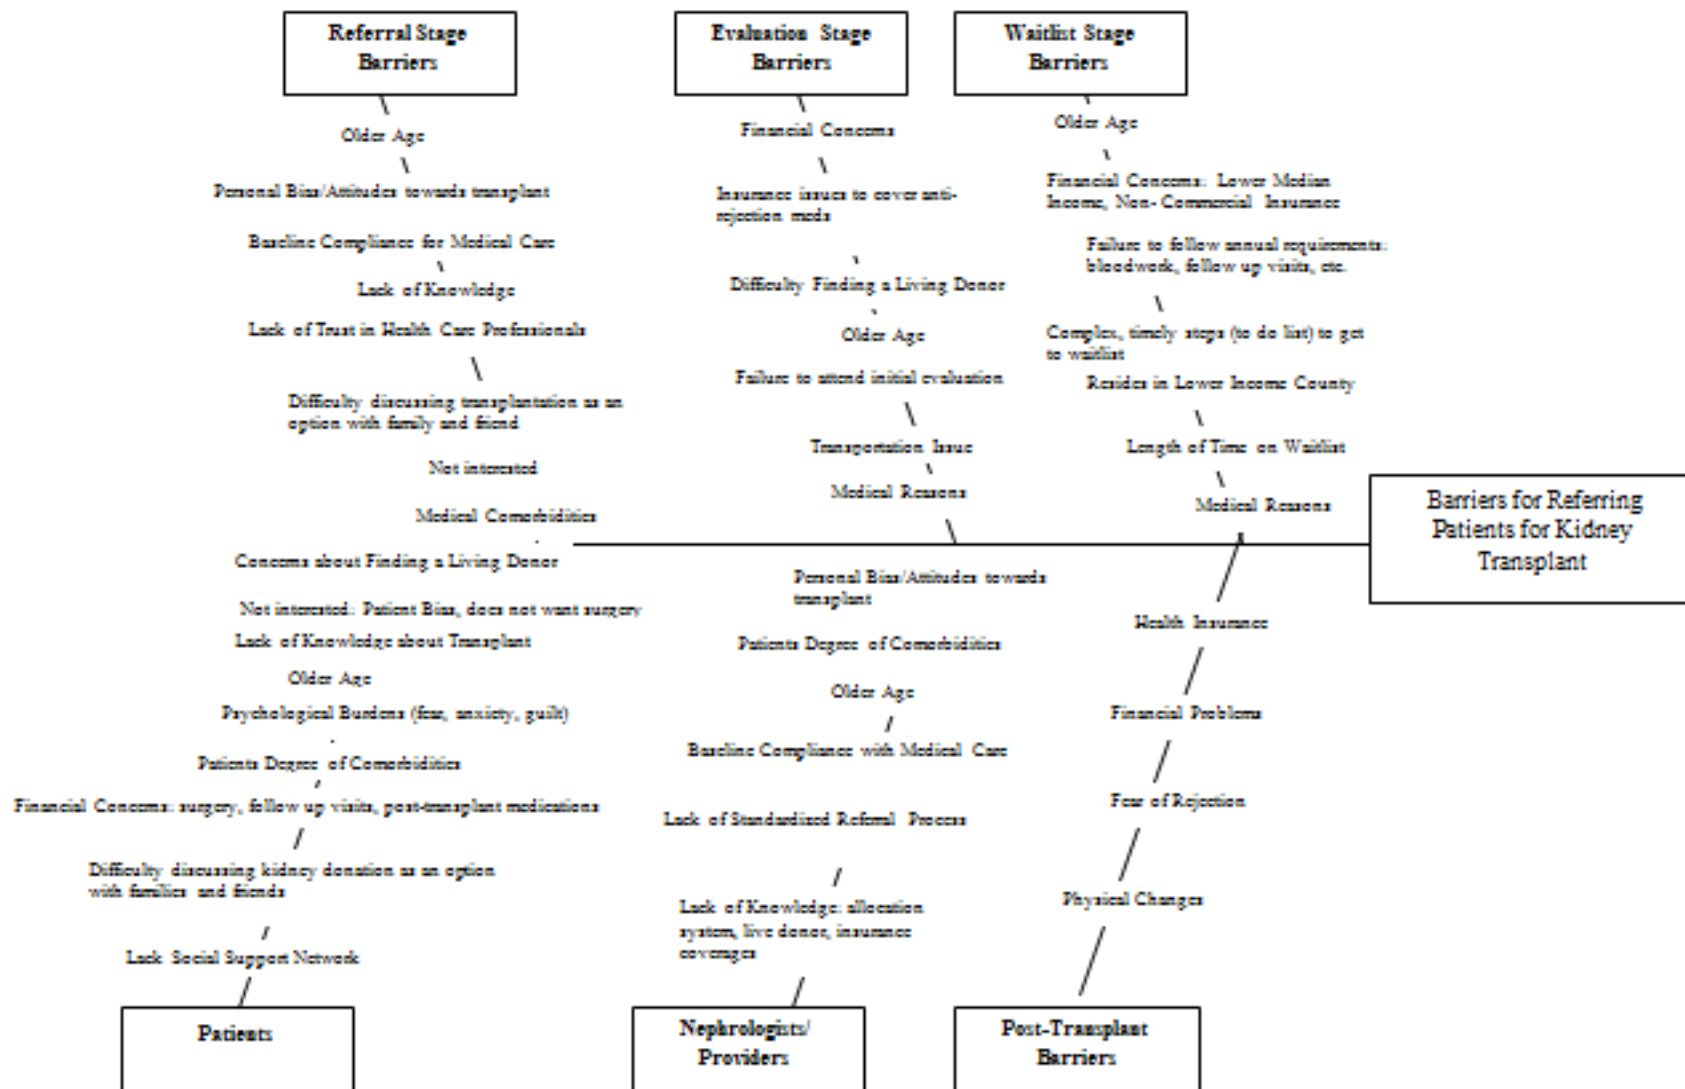 Referral Stage
Barriers
Older Age
Personal Bias/Attitudes towards transplant
Baseline Compliance for Medical Care
Lack of Knowledge
Lack of Trust in Health Care Professionals
Difficulty discussing transplantation as an
option with family and friend
Not interested
Medical Comorbidities
Evaluation Stage
Barriers
Financial Concerns
Insurance issues to cover anti-
rejection meds
Difficulty Finding a Living Donor
Older Age
Failure to attend initial evaluation
Transportation Issue
Medical Reasons
Waitlist Stage
Barriers
Older Age
Financial Concerns: Lower Median
Income, Non- Commercial Insurance
Failure to follow annual requirements:
bloodwork, follow up visits, etc.
Complex, timely steps (to do list) to get
to waitlist
Resides in Lower Income County
Length of Time on Waitlist
Medical Reasons
Barriers for Referring
Patients for Kidney
Transplant
Concerns about Finding a Living Donor
Not interested: Patient Bias, does not want surgery
Lack of Knowledge about Transplant
Older Age
Psychological Burdens (fear, anxiety, guilt)
Patients Degree of Comorbidities
Financial Concerns: surgery, follow up visits, post-transplant medications
Difficulty discussing kidney donation as an option
with families and friends
Lack Social Support Network
Patients
Personal Bias/Attitudes towards
transplant
Patients Degree of Comorbidities
Older Age
Baseline Compliance with Medical Care
Lack of Standardized Referral Process
Lack of Knowledge: allocation
system, live donor, insurance
coverages
Nephrologists/
Providers
Health Insurance
Financial Problems
Fear of Rejection
Physical Changes
Post-Transplant
Barriers